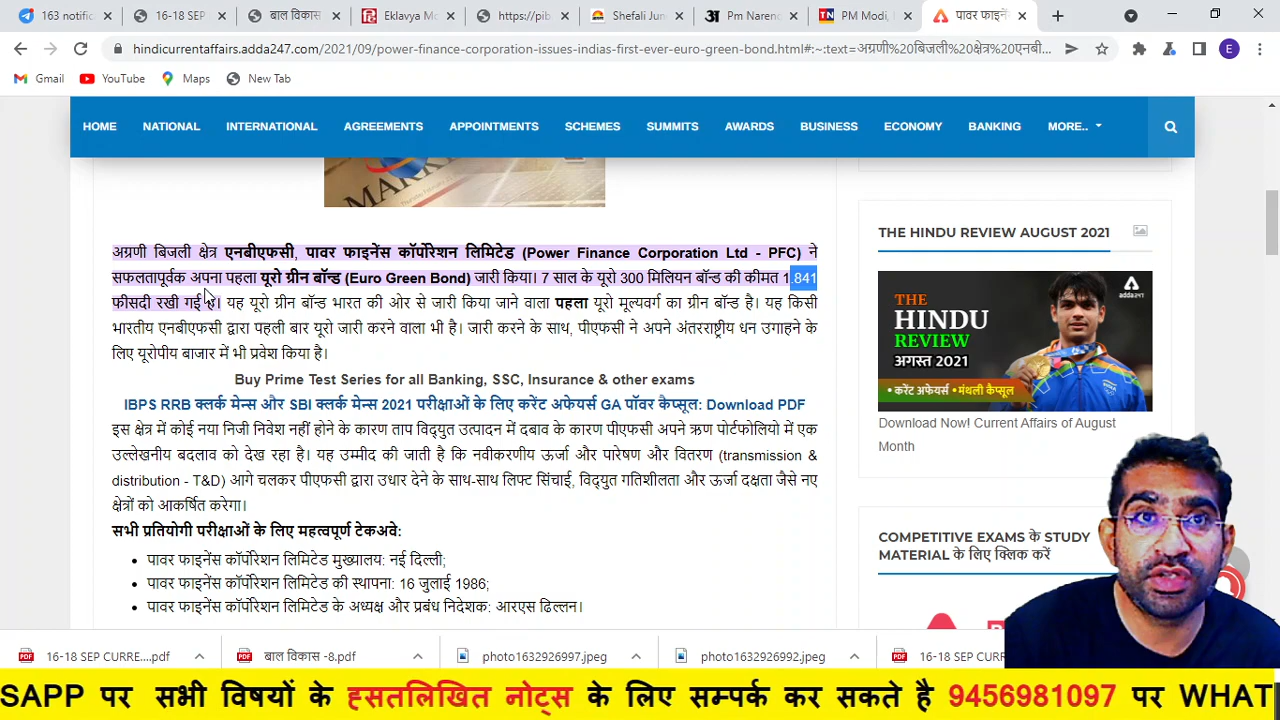 163 notific
16-18 SEP
बाल विकास
Eklavya Mo
https://pib
Shefali Jun
Pm Naren
PM Modi,
पावर फाइनें
hindicurrentaffairs.adda247.com/2021/09/power-finance-corporation-issues-indias-first-ever-euro-green-bond.html#:~:text=अग्रणी%20बिजली%20क्षेत्र%20एनबी...
E
Gmail
YouTube
Maps
New Tab
HOME NATIONAL INTERNATIONAL AGREEMENTS APPOINTMENTS SCHEMES SUMMITS AWARDS BUSINESS ECONOMY BANKING MORE..
अग्रणी बिजली क्षेत्र एनबीएफसी, पावर फाइनेंस कॉर्पोरेशन लिमिटेड (Power Finance Corporation Ltd - PFC) ने
सफलतापूर्वक अपना पहला यूरो ग्रीन बॉन्ड (Euro Green Bond) जारी किया। 7 साल के यूरो 300 मिलियन बॉन्ड की कीमत 1.841
फीसदी रखी गई है। यह यूरो ग्रीन बॉन्ड भारत की ओर से जारी किया जाने वाला पहला यूरो मूल्यवर्ग का ग्रीन बॉन्ड है। यह किसी
भारतीय एनबीएफसी द्वारा पहली बार यूरो जारी करने वाला भी है। जारी करने के साथ, पीएफसी ने अपने अंतरराष्ट्रीय धन उगाहने के
लिए यूरोपीय बाजार में भी प्रवेश किया है।
Buy Prime Test Series for all Banking, SSC, Insurance & other exams
IBPS RRB क्लर्क मेन्स और SBI क्लर्क मेन्स 2021 परीक्षाओं के लिए करेंट अफेयर्स GA पॉवर कैप्सूल: Download PDF
इस क्षेत्र में कोई नया निजी निवेश नहीं होने के कारण ताप विद्युत उत्पादन में दबाव के कारण पीएफसी अपने ऋण पोर्टफोलियो में एक
उल्लेखनीय बदलाव को देख रहा है। यह उम्मीद की जाती है कि नवीकरणीय ऊर्जा और पारेषण और वितरण (transmission &
distribution - T&D) आगे चलकर पीएफसी द्वारा उधार देने के साथ-साथ लिफ्ट सिंचाई, विद्युत गतिशीलता और ऊर्जा दक्षता जैसे नए
क्षेत्रों को आकर्षित करेगा।
सभी प्रतियोगी परीक्षाओं के लिए महत्वपूर्ण टेकअवे:
पावर फाइनेंस कॉर्पोरेशन लिमिटेड मुख्यालय: नई दिल्ली;
पावर फाइनेंस कॉर्पोरेशन लिमिटेड की स्थापना: 16 जुलाई 1986;
पावर फाइनेंस कॉर्पोरेशन लिमिटेड के अध्यक्ष और प्रबंध निदेशक: आरएस ढिल्लन।
THE HINDU REVIEW AUGUST 2021
adda247
THE
HINDU
REVIEW
अगस्त 2021
• करेंट अफेयर्स • मंथली कैप्सूल
Download Now! Current Affairs of August
Month
COMPETITIVE EXAMS के STUDY
MATERIAL के लिए क्लिक करें
16-18 SEP CURRE....pdf
बाल विकास -8.pdf
photo1632926997.jpeg
photo1632926992.jpeg
16-18 SEP CURR
SAPP पर सभी विषयों के ह्सतलिखित नोट्स के लिए सम्पर्क कर सकते है 9456981097 पर WHAT